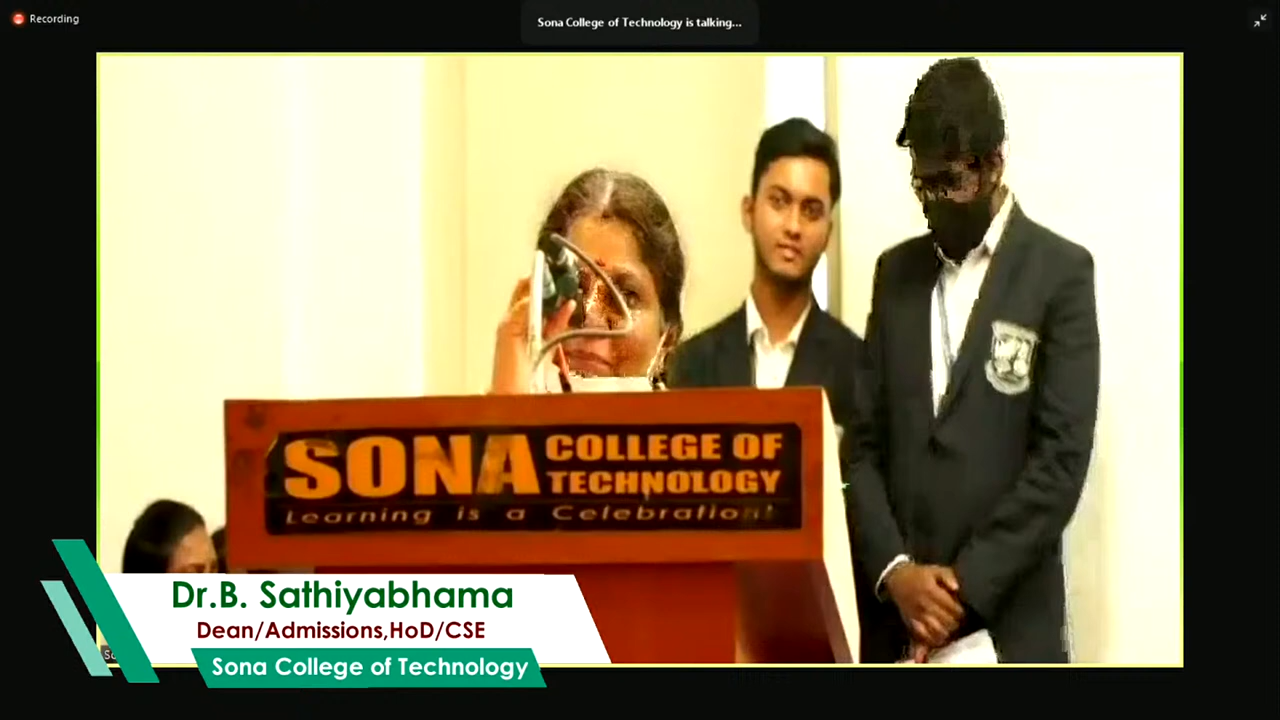 Recording
Sona College of Technology is talking...
SONA COLLEGE OF
TECHNOLOGY
Learning is a Celebration!
Dr.B. Sathiyabhama
Dean/Admissions,HoD/CSE
Sona College of Technology